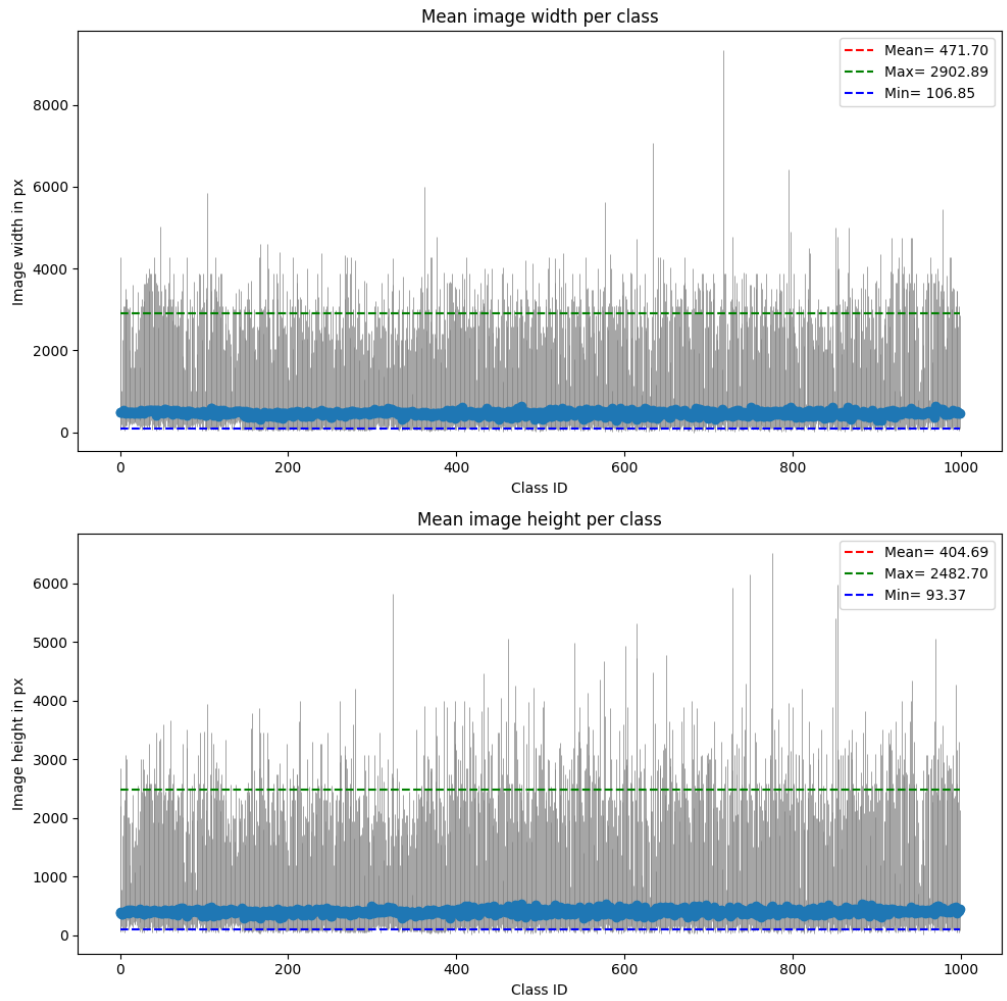 Mean image width per class
Mean= 471.70
Max= 2902.89
Min= 106.85
8000
6000
4000
2000
0
Image width in px
0 200 400 600 800 1000
Class ID
Mean image height per class
Mean= 404.69
Max= 2482.70
Min= 93.37
6000
5000
4000
3000
2000
1000
0
Image height in px
0 200 400 600 800 1000
Class ID